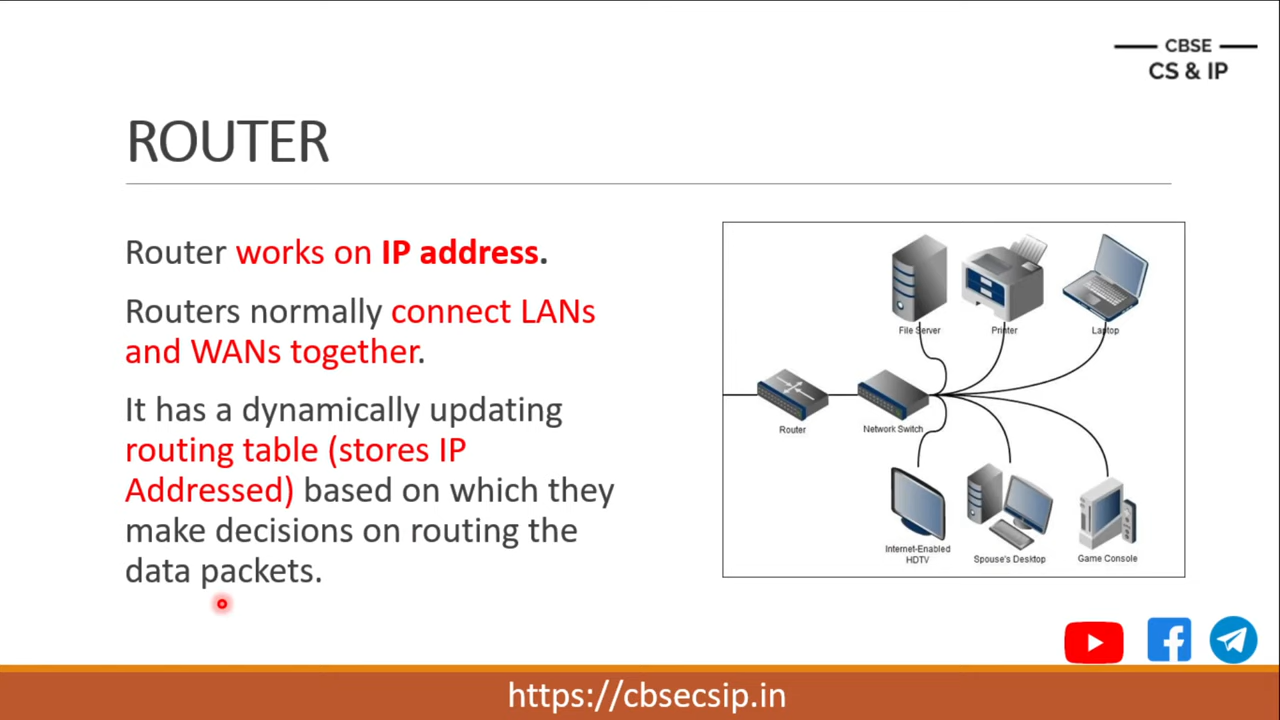 CBSE
CS & IP
ROUTER
Router works on IP address.
Routers normally connect LANs
and WANs together.
It has a dynamically updating
routing table (stores IP
Addressed) based on which they
make decisions on routing the
data packets.
File Server
Printer
Laptop
Router
Network Switch
Internet-Enabled
HDTV
Spouse's Desktop
Game Console
https://cbsecsip.in